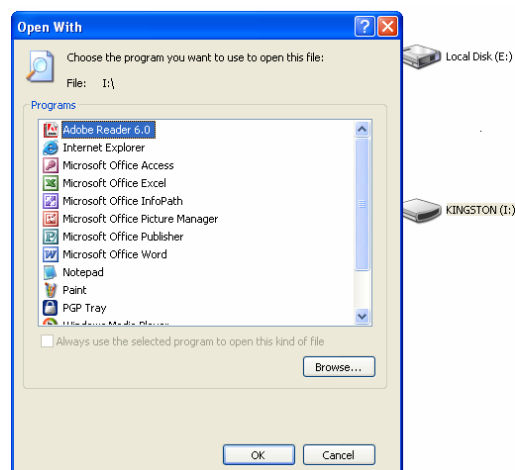 Open With
Choose the program you want to use to open this file:
File: I:\
Programs
Adobe Reader 6.0
Internet Explorer
Microsoft Office Access
Microsoft Office Excel
Microsoft Office InfoPath
Microsoft Office Picture Manager
Microsoft Office Publisher
Microsoft Office Word
Notepad
Paint
PGP Tray
Windows Media Player
Always use the selected program to open this kind of file
Browse...
OK Cancel
Local Disk (E:)
KINGSTON (I:)